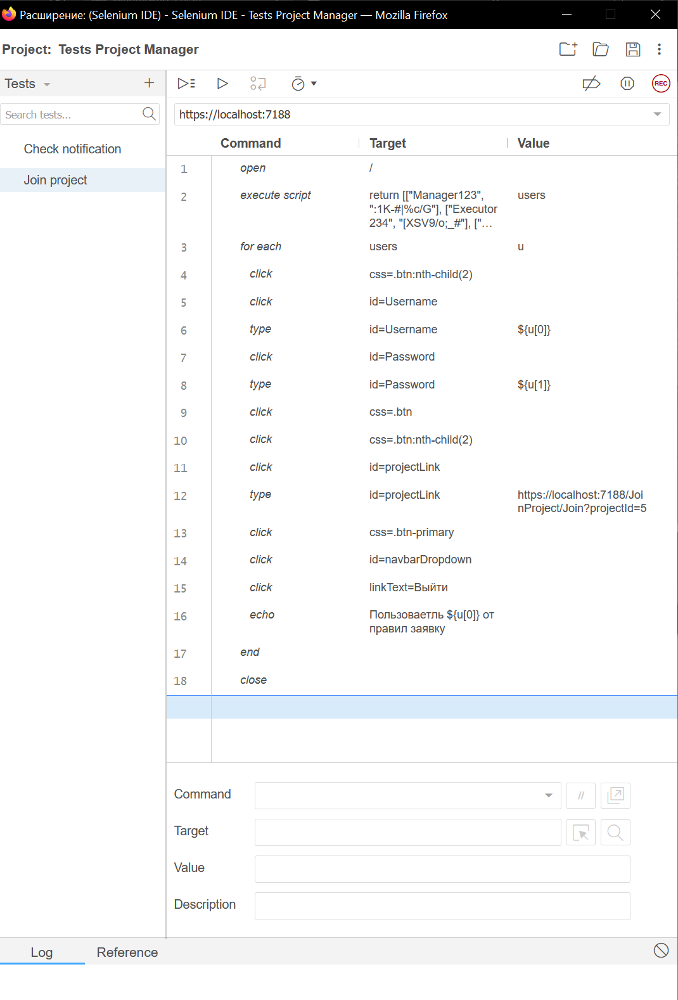 Расширение: (Selenium IDE) - Selenium IDE - Tests Project Manager — Mozilla Firefox
Project: Tests Project Manager
Tests
REC
Search tests...
https://localhost:7188
Check notification
Join project
Command Target Value
1 open /
2 execute script return [["Manager123", users
":1K-#|%c/G"], ["Executor
234", "[XSV9/o;_#"], ["...
3 for each users u
4 click css=.btn:nth-child(2)
5 click id=Username
6 type id=Username ${u[0]}
7 click id=Password
8 type id=Password ${u[1]}
9 click css=.btn
10 click css=.btn:nth-child(2)
11 click id=projectLink
12 type id=projectLink https://localhost:7188/Joi
nProject/Join?projectId=5
13 click css=.btn-primary
14 click id=navbarDropdown
15 click linkText=Выйти
16 echo Пользоваетль ${u[0]} от
правил заявку
17 end
18 close
Command //
Target
Value
Description
Log Reference